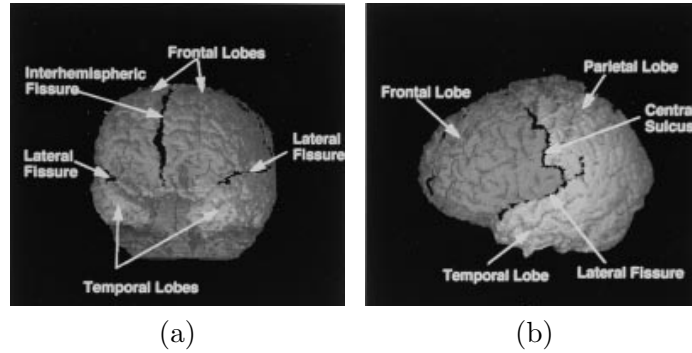 Frontal Lobes
Interhemispheric
Fissure
Lateral
Fissure
Lateral
Fissure
Temporal Lobes
(a)
Parietal Lobe
Frontal Lobe
Central
Sulcus
Temporal Lobe
Lateral Fissure
(b)